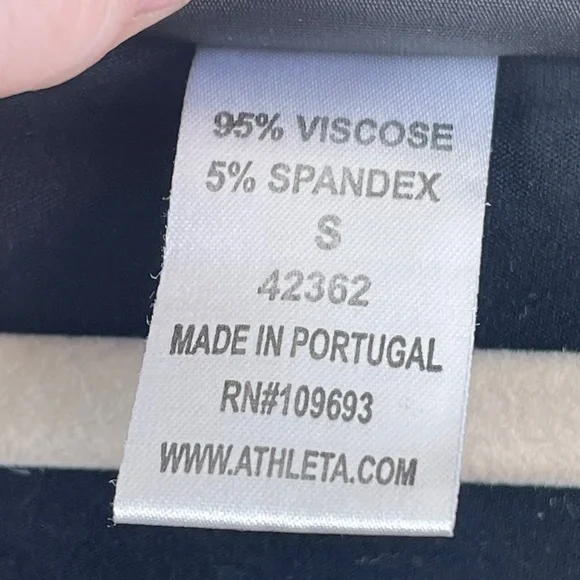 95% VISCOSE
5% SPANDEX
S
42362
MADE IN PORTUGAL
RN#109693
WWW.ATHLETA.COM